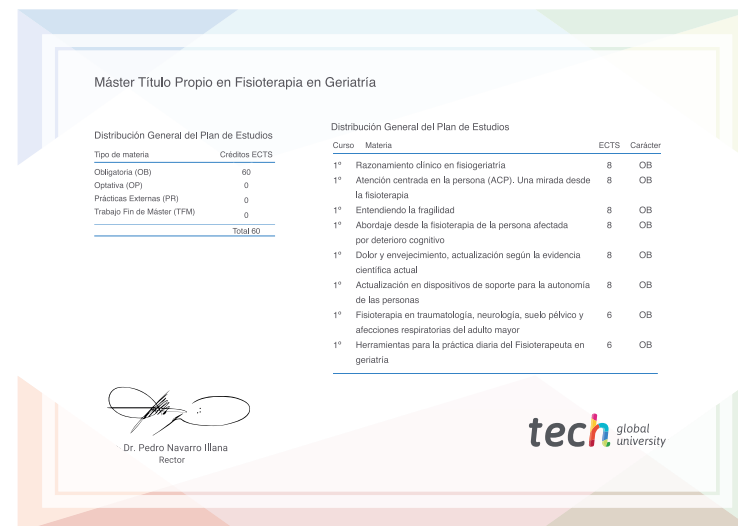 Máster Título Propio en Fisioterapia en Geriatría
Distribución General del Plan de Estudios
Tipo de materia Créditos ECTS
Obligatoria (OB) 60
Optativa (OP) 0
Prácticas Externas (PR) 0
Trabajo Fin de Máster (TFM) 0
Total 60
Distribución General del Plan de Estudios
Curso Materia ECTS Carácter
1º Razonamiento clínico en fisiogeriatria 8 OB
1º Atención centrada en la persona (ACP). Una mirada desde 8 OB
la fisioterapia
1º Entendiendo la fragilidad 8 OB
1º Abordaje desde la fisioterapia de la persona afectada 8 OB
por deterioro cognitivo
1º Dolor y envejecimiento, actualización según la evidencia 8 OB
científica actual
1º Actualización en dispositivos de soporte para la autonomía 8 OB
de las personas
1º Fisioterapia en traumatología, neurología, suelo pélvico y 6 OB
afecciones respiratorias del adulto mayor
1º Herramientas para la práctica diaria del Fisioterapeuta en 6 OB
geriatría
Dr. Pedro Navarro Illana
Rector
tech global
university